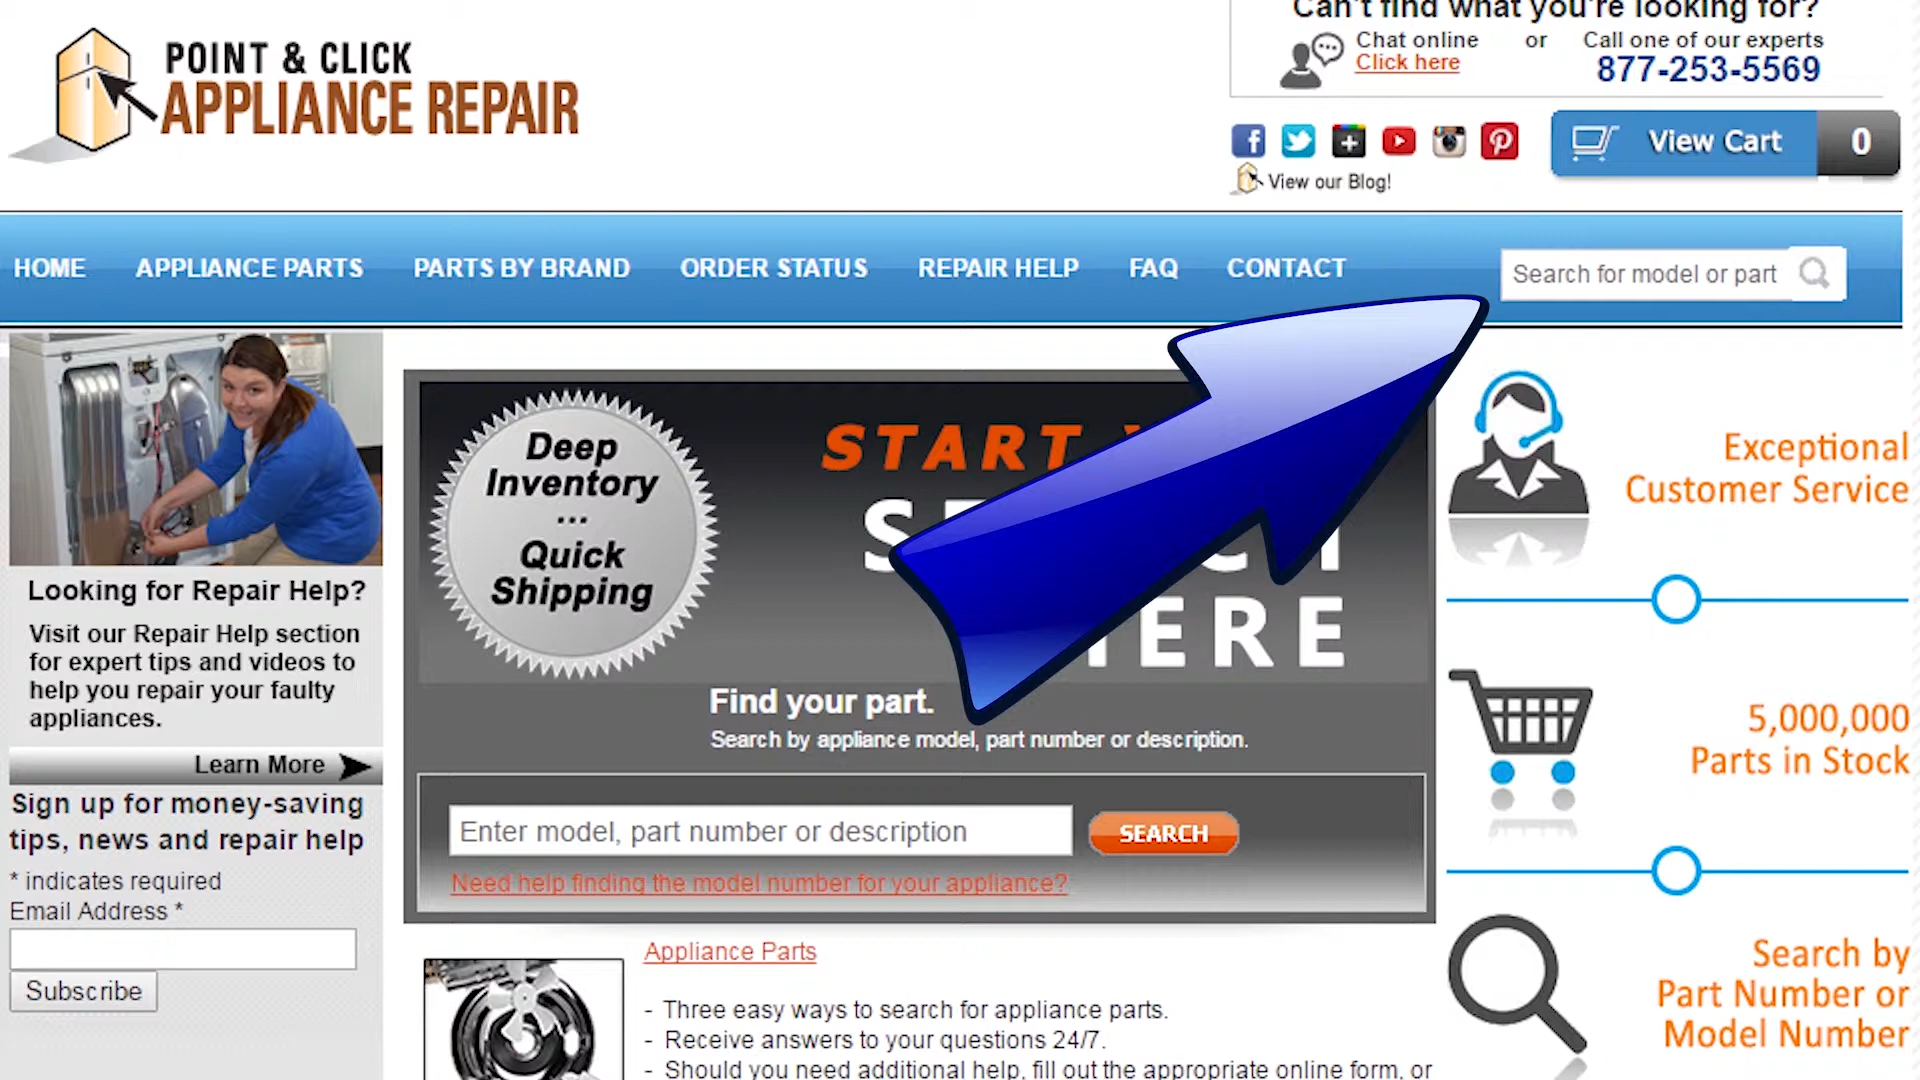 POINT & CLICK
APPLIANCE REPAIR
Can't find what you're looking for?
Chat online or Call one of our experts
Click here
877-253-5569
View Cart 0
View our Blog!
HOME APPLIANCE PARTS PARTS BY BRAND ORDER STATUS REPAIR HELP FAQ CONTACT
Search for model or part
Looking for Repair Help?
Visit our Repair Help section
for expert tips and videos to
help you repair your faulty
appliances.
Learn More
Sign up for money-saving
tips, news and repair help
* indicates required
Email Address *
Subscribe
Deep
Inventory
...
Quick
Shipping
START
Find your part.
Search by appliance model, part number or description.
Enter model, part number or description
SEARCH
Need help finding the model number for your appliance?
Appliance Parts
- Three easy ways to search for appliance parts.
- Receive answers to your questions 24/7.
- Should you need additional help, fill out the appropriate online form, or
Exceptional
Customer Service
5,000,000
Parts in Stock
Search by
Part Number or
Model Number